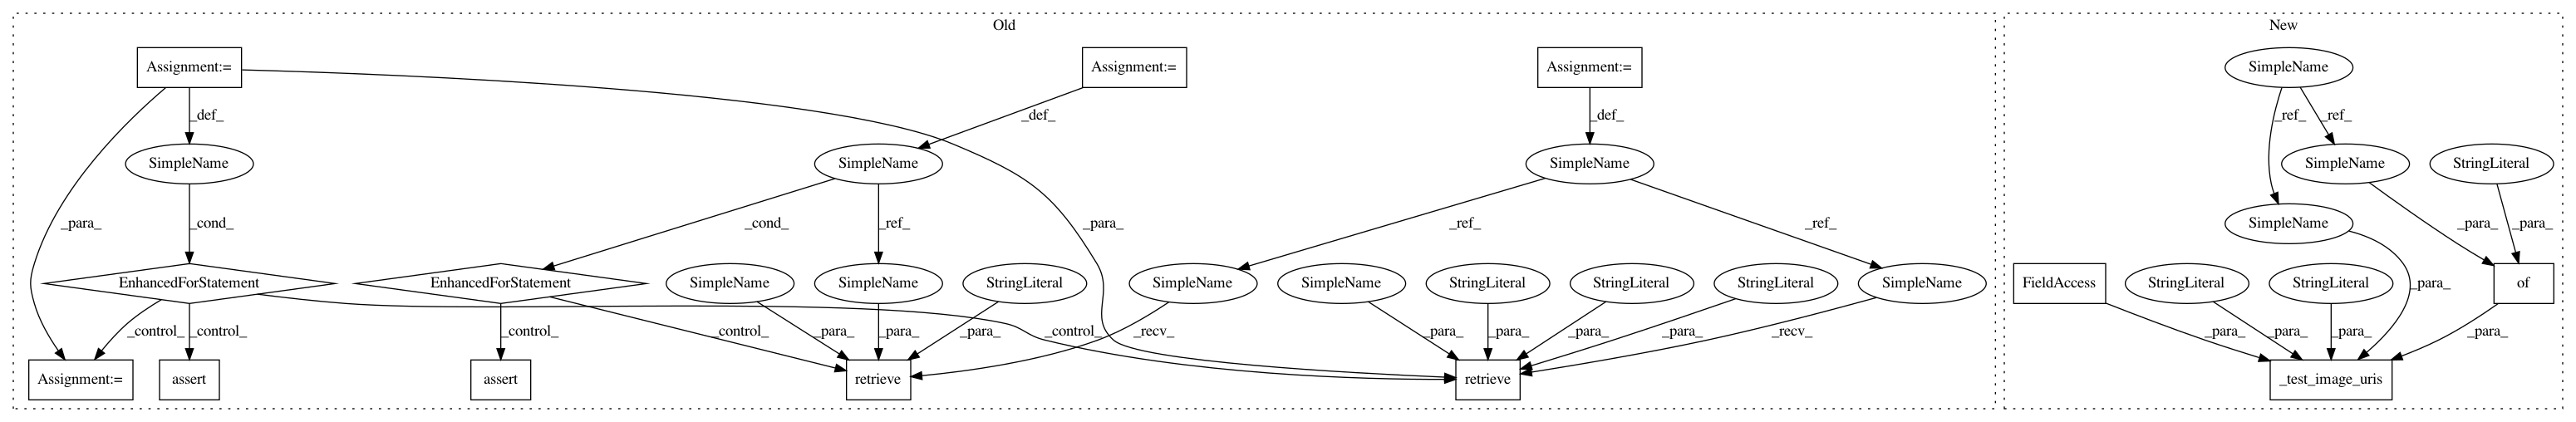 Old
New
Assignment:=
Assignment:=
Assignment:=
SimpleName
_def_
_def_
_def_
_ref_
_ref_
SimpleName
SimpleName
SimpleName
SimpleName
StringLiteral
_para_
_cond_
_cond_
_ref_
_para_
_ref_
_ref_
SimpleName
_para_
_para_
EnhancedForStatement
EnhancedForStatement
SimpleName
SimpleName
StringLiteral
SimpleName
SimpleName
StringLiteral
StringLiteral
StringLiteral
SimpleName
FieldAccess
StringLiteral
StringLiteral
_para_
of
_control_
_control_
_control_
_control_
_para_
_para_
_para_
_control_
_recv_
_para_
_para_
_para_
_para_
_recv_
_para_
_para_
_para_
_para_
Assignment:=
assert
assert
retrieve
retrieve
_test_image_uris